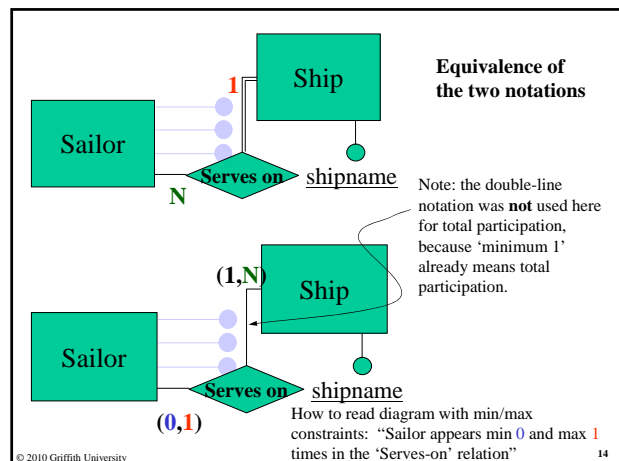 Equivalence of
the two notations
Ship
1
Sailor
Serves on
N
shipname
Note: the double-line
notation was not used here
for total participation,
because ‘minimum 1’
already means total
participation.
(1,N)
Ship
Sailor
Serves on
(0,1)
shipname
How to read diagram with min/max
constraints: “Sailor appears min 0 and max 1
times in the ‘Serves-on’ relation”
© 2010 Griffith University
14